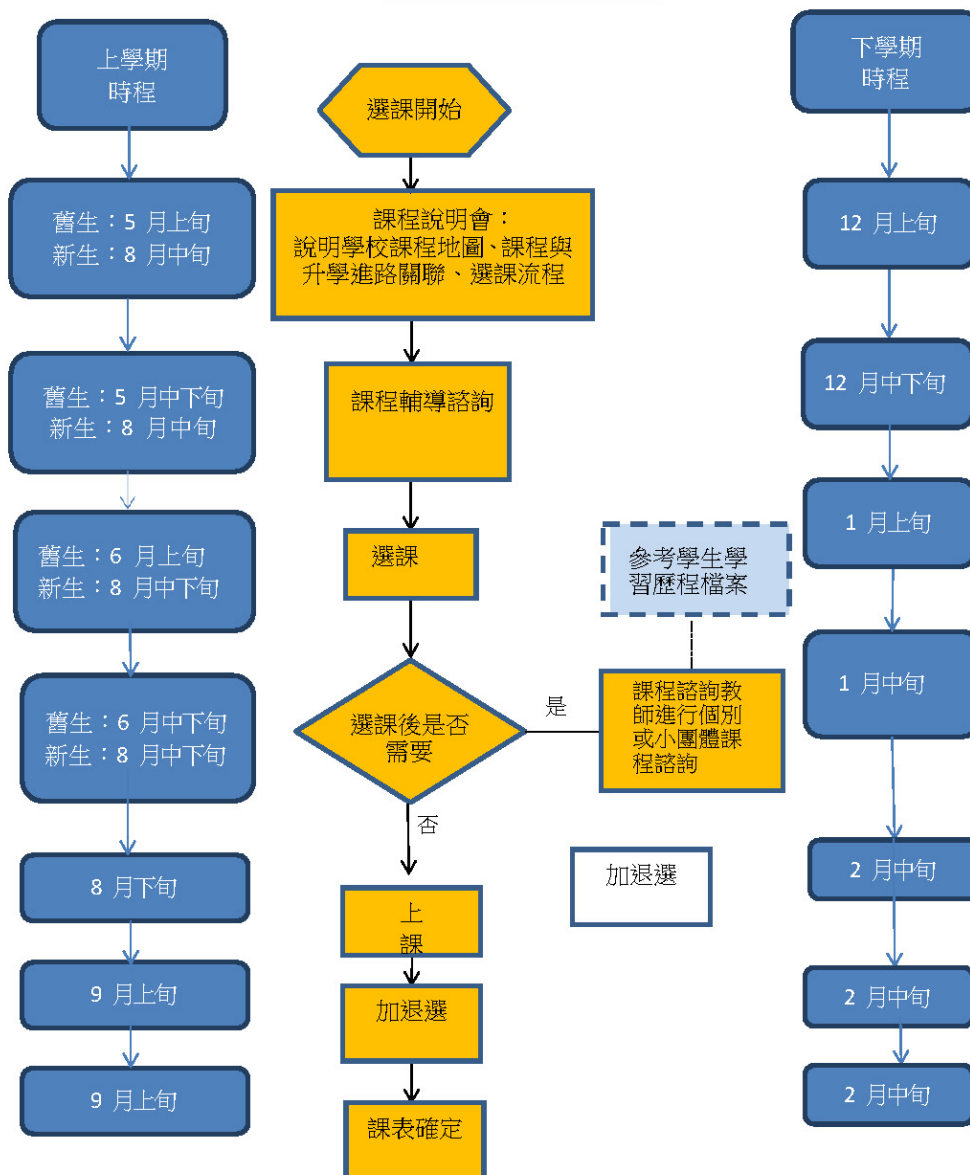 上學期
時程
舊生：5 月上旬
新生：8 月中旬
舊生：5 月中下旬
新生：8 月中旬
舊生：6 月上旬
新生：8 月中下旬
舊生：6 月中下旬
新生：8 月中下旬
8 月下旬
9 月上旬
9 月上旬
選課開始
課程說明會：
說明學校課程地圖、課程與
升學進路關聯、選課流程
課程輔導諮詢
選課
選課後是否
需要
是
否
課程諮詢教
師進行個別
或小團體課
程諮詢
參考學生學
習歷程檔案
上
課
加退選
課表確定
加退選
下學期
時程
12 月上旬
12 月中下旬
1 月上旬
1 月中旬
2 月中旬
2 月中旬
2 月中旬